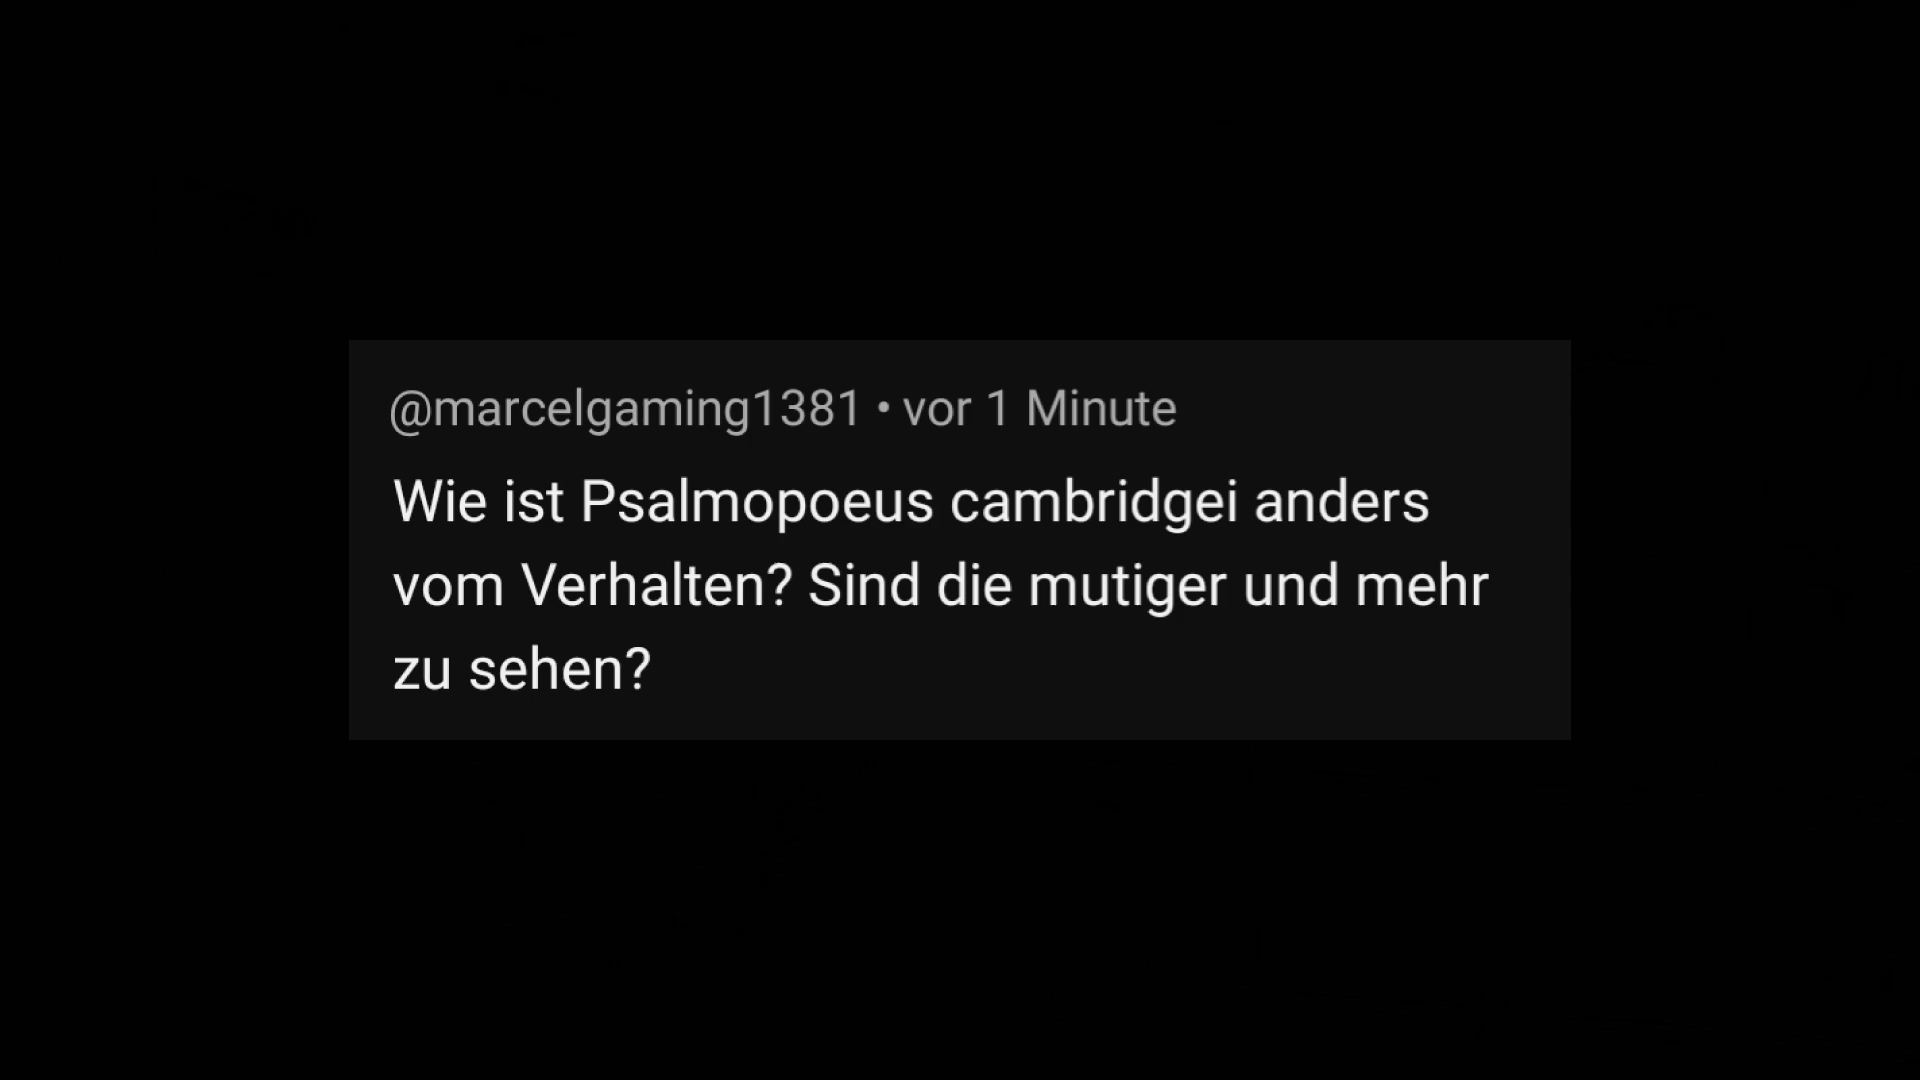 @marcelgaming1381 • vor 1 Minute
Wie ist Psalmopoeus cambridgei anders
vom Verhalten? Sind die mutiger und mehr
zu sehen?